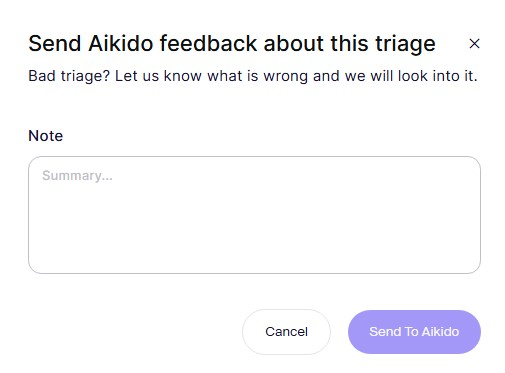 Send Aikido feedback about this triage
Bad triage? Let us know what is wrong and we will look into it.
Note
Summary...
Cancel
Send To Aikido